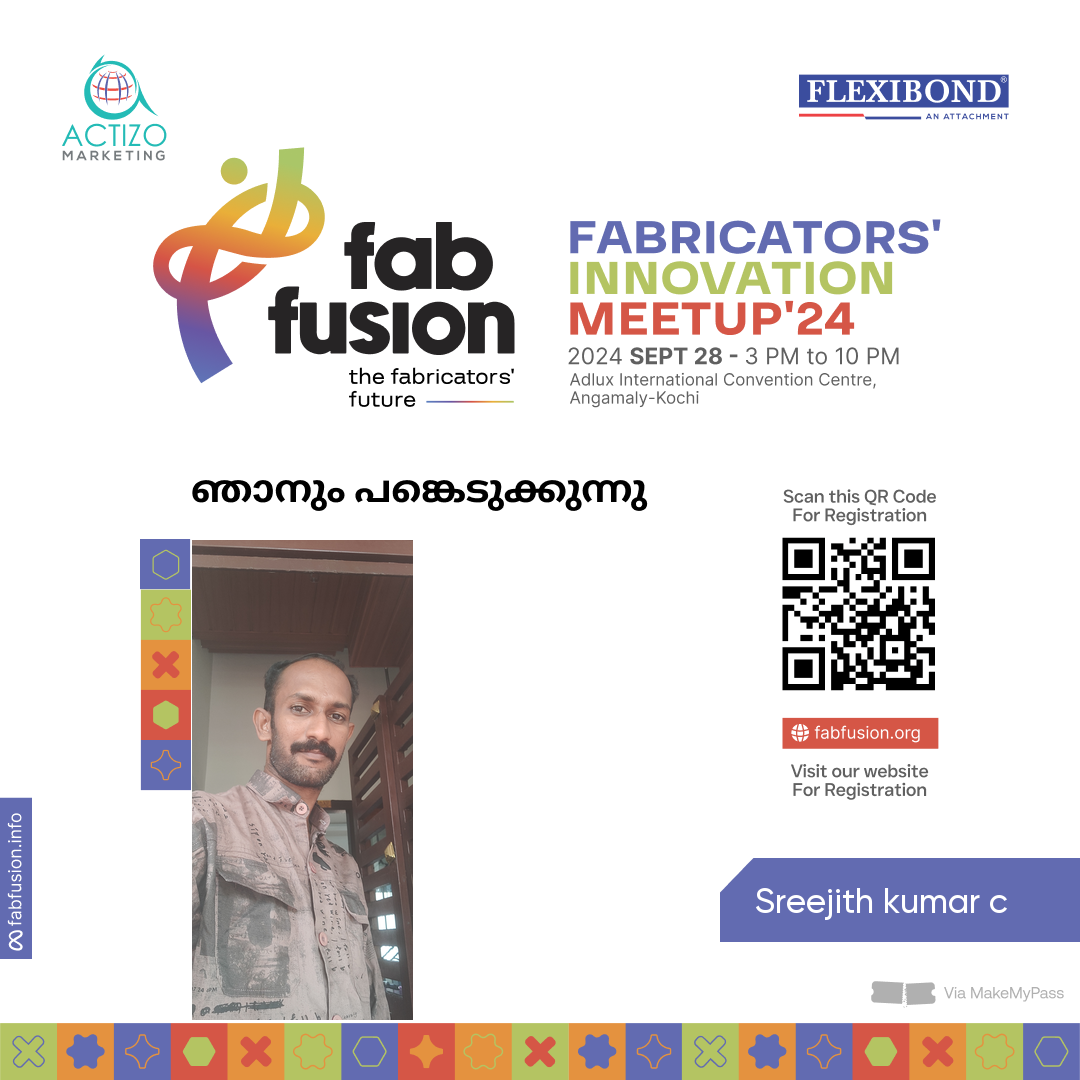 ACTIZO
MARKETING
FLEXIBOND®
AN ATTACHMENT
fab
fusion
the fabricators'
future
FABRICATORS'
INNOVATION
MEETUP'24
2024 SEPT 28 - 3 PM to 10 PM
Adlux International Convention Centre,
Angamaly-Kochi
ഞാനും പങ്കെടുക്കുന്നു
Scan this QR Code
For Registration
fabfusion.org
Visit our website
For Registration
fabfusion.info
Sreejith kumar c
Via MakeMyPass